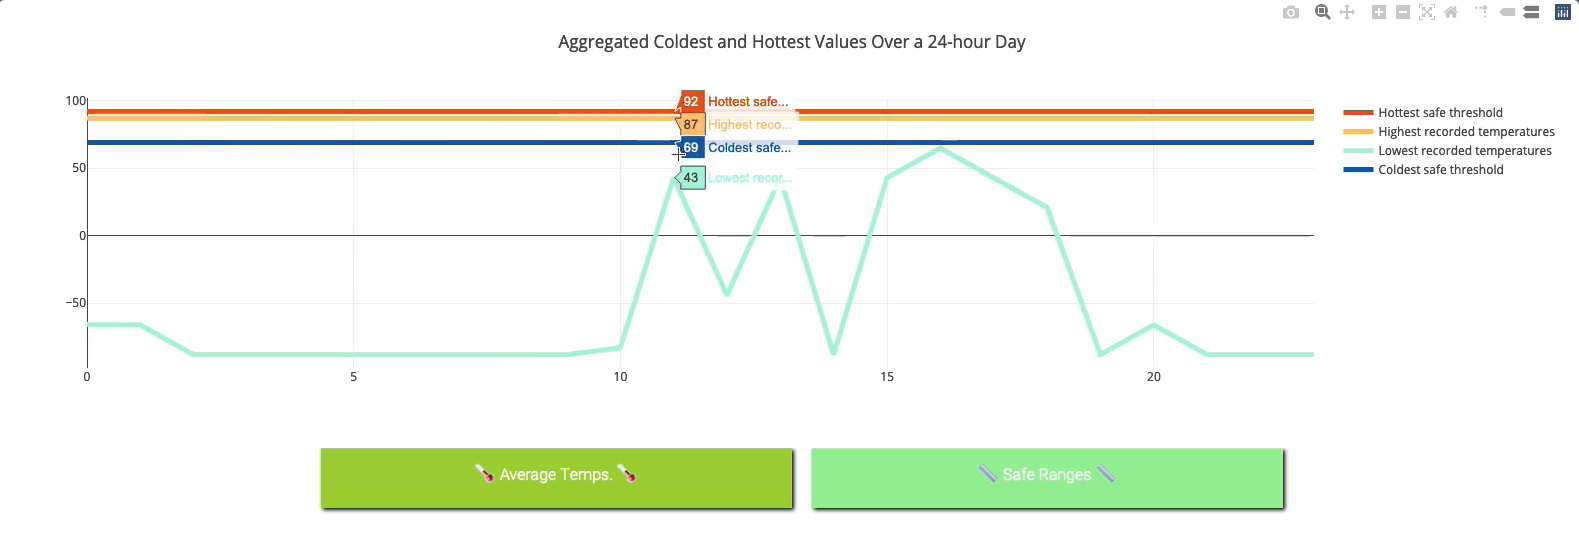 Aggregated Coldest and Hottest Values Over a 24-hour Day
100
50
0
−50
0 5 10 15 20
92 Hottest safe...
87 Highest reco...
69 Coldest safe...
43 Lowest recor...
Hottest safe threshold
Highest recorded temperatures
Lowest recorded temperatures
Coldest safe threshold
Average Temps.
Safe Ranges